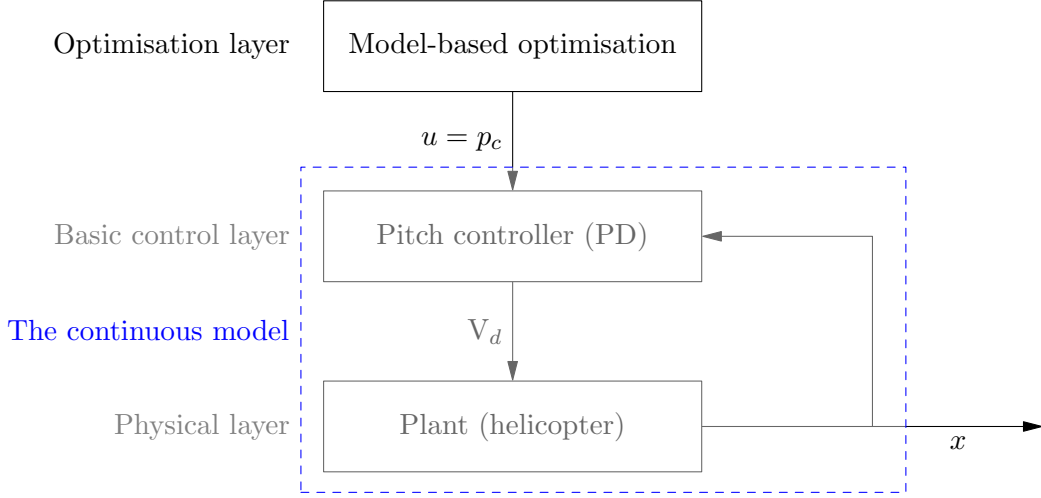 Optimisation layer
Model-based optimisation
u = p_c
Basic control layer
Pitch controller (PD)
The continuous model
V_d
Physical layer
Plant (helicopter)
x